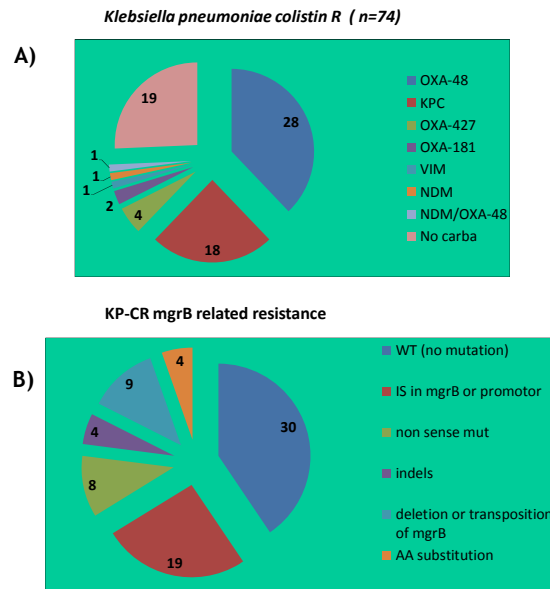 Klebsiella pneumoniae colistin R ( n=74)
A)
19
28
1
1
1
2
4
18
OXA-48
KPC
OXA-427
OXA-181
VIM
NDM
NDM/OXA-48
No carba
KP-CR mgrB related resistance
B)
4
9
30
4
8
19
WT (no mutation)
IS in mgrB or promotor
non sense mut
indels
deletion or transposition
of mgrB
AA substitution